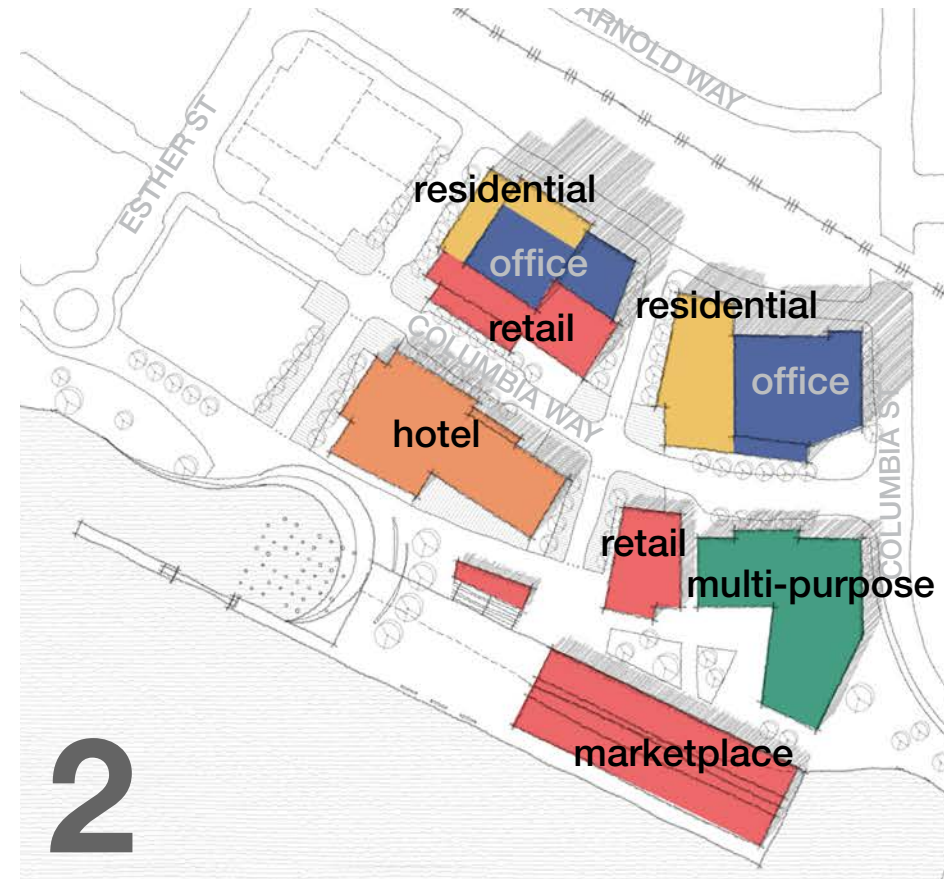 ARNOLD WAY
ESTHER ST
residential
office
residential
retail
COLUMBIA WAY
office
hotel
COLUMBIA ST
retail
multi-purpose
marketplace
2